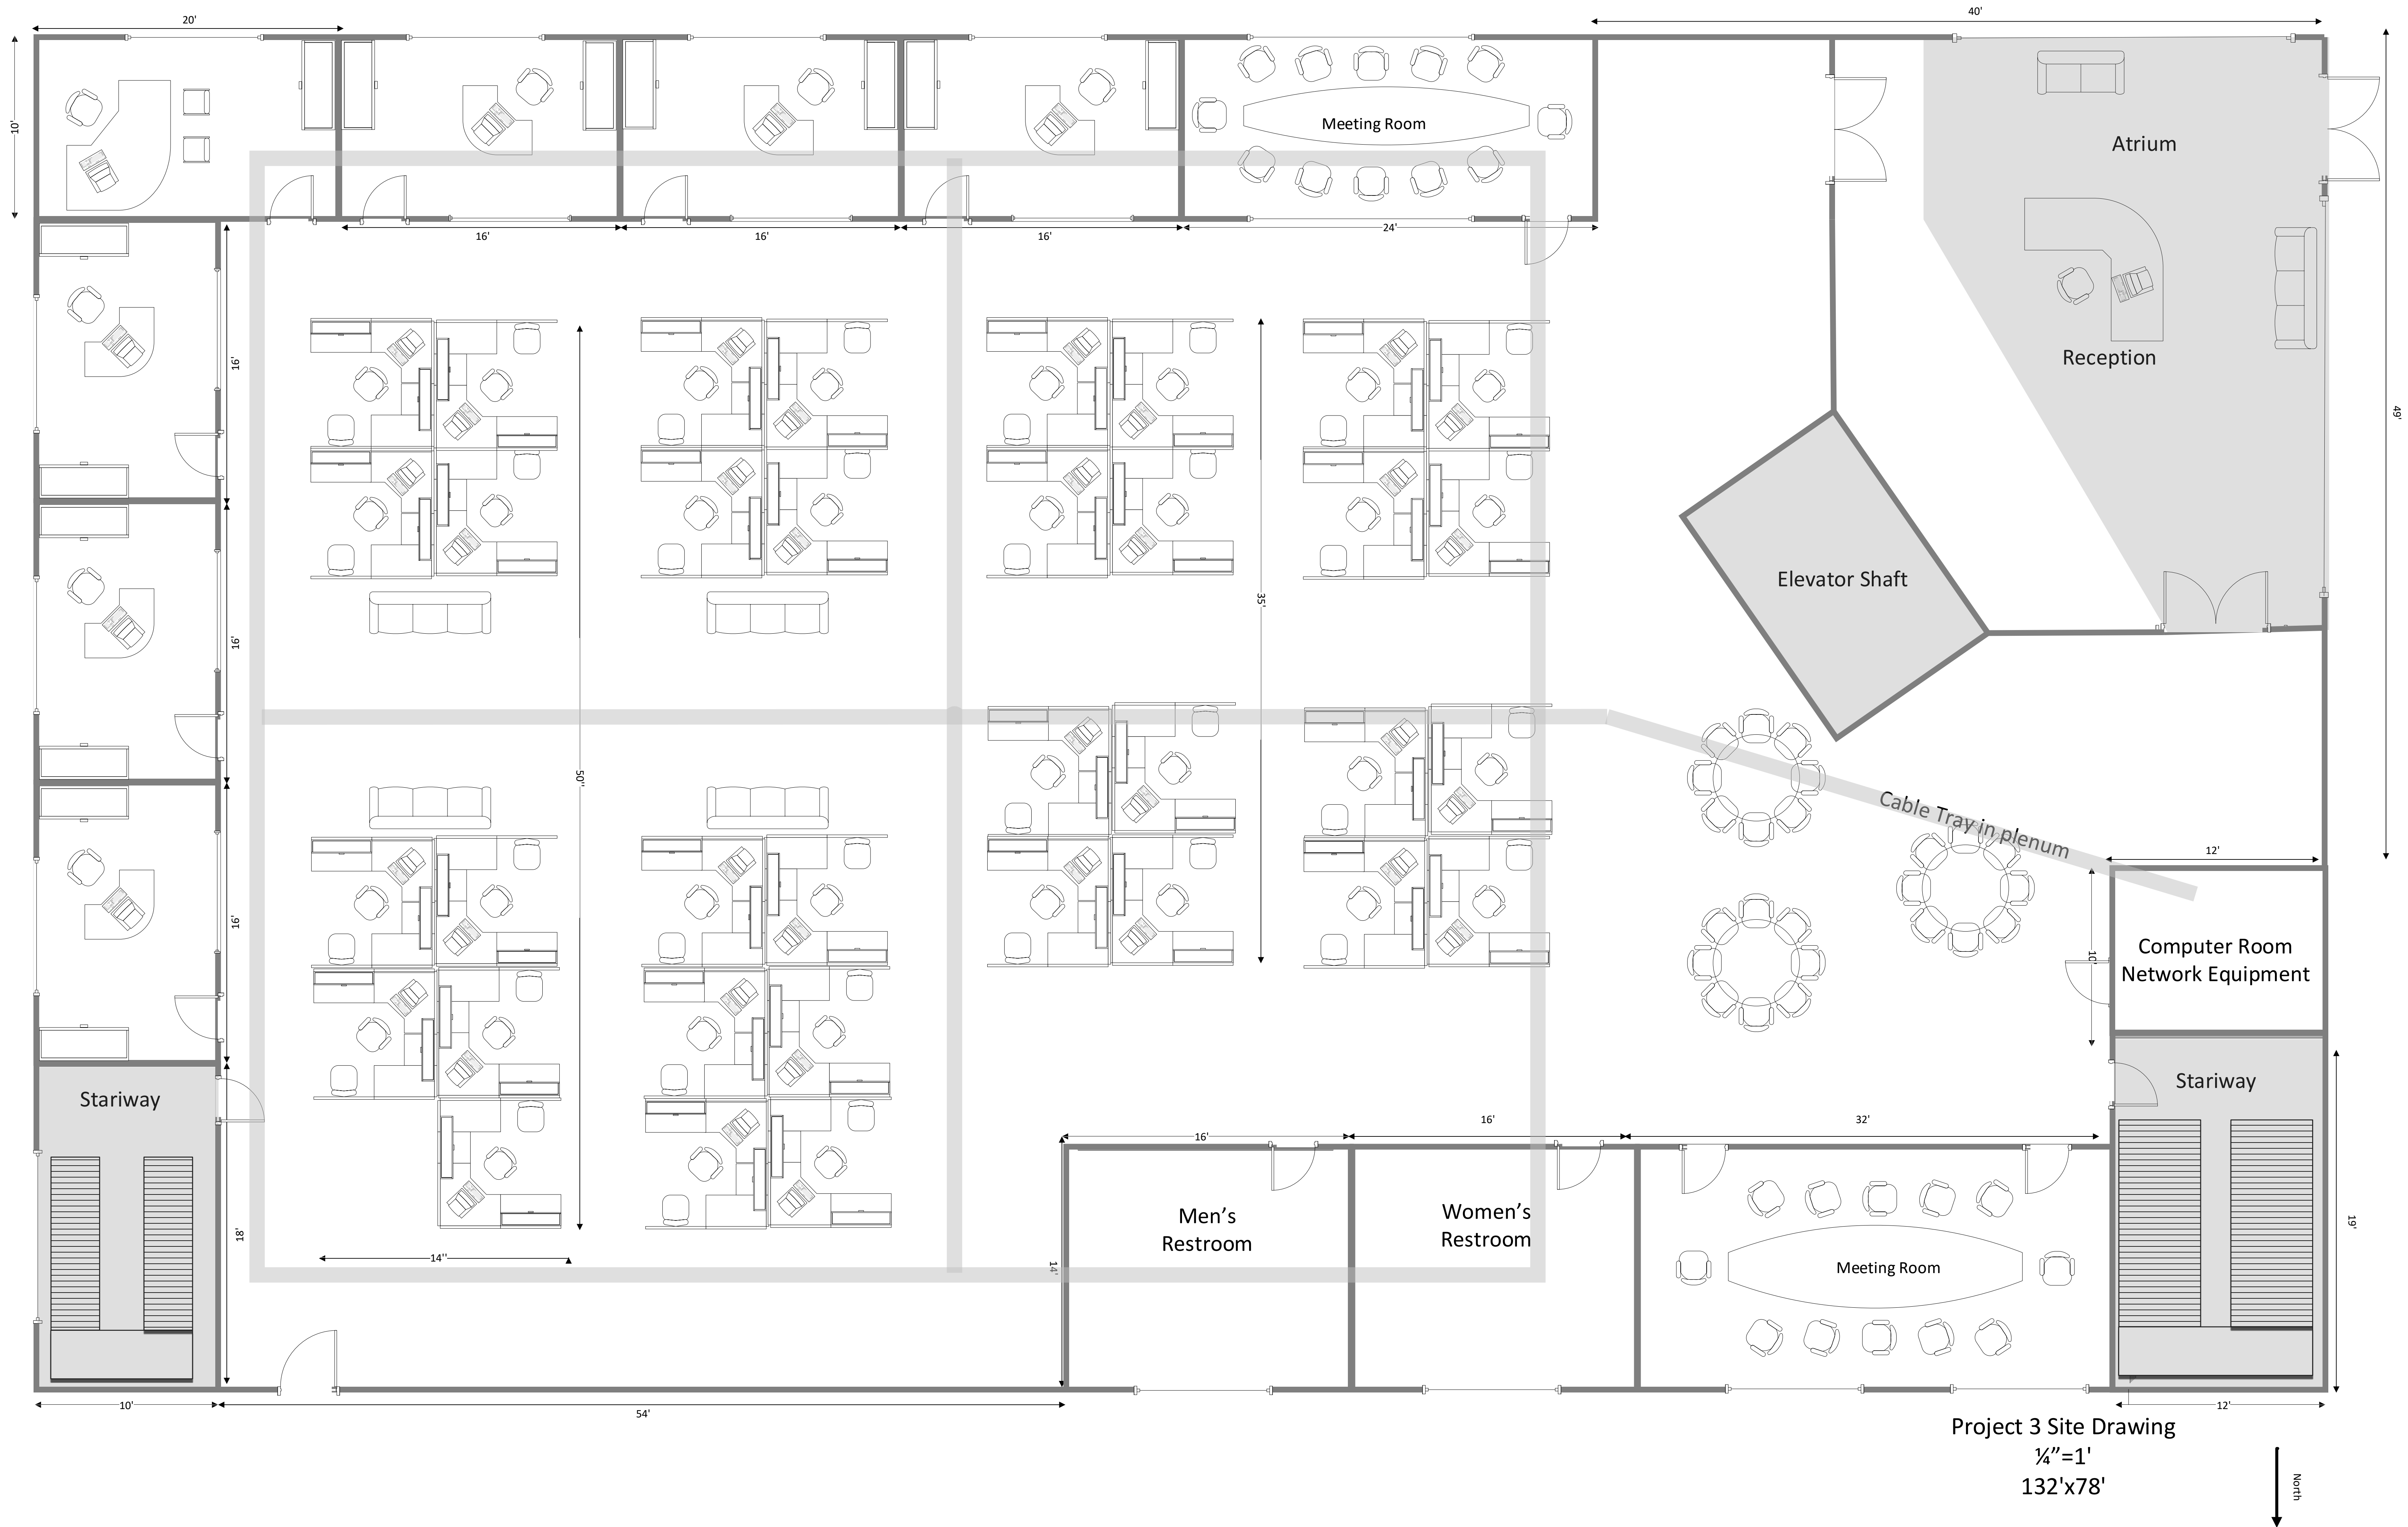 20'
40'
10'
Meeting Room
Atrium
16'
16'
16'
24'
16'
Reception
49'
35'
Elevator Shaft
16'
50''
Cable Tray in plenum
12'
16'
Computer Room
Network Equipment
10'
Stariway
Stariway
16'
16'
32'
18'
Men’s
Restroom
Women’s
Restroom
19'
14''
14'
Meeting Room
10'
54'
12'
Project 3 Site Drawing
¼”=1'
132'x78'
North